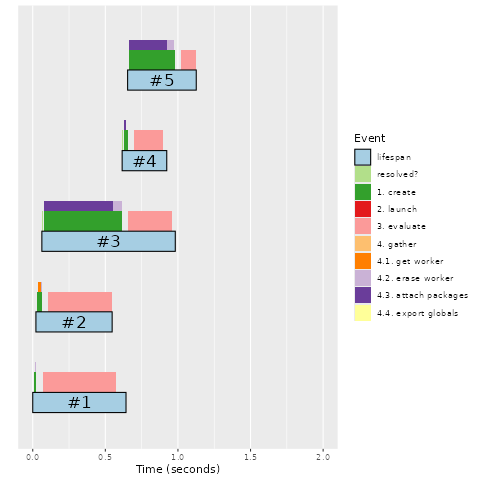 #5
#4
#3
#2
#1
0.0 0.5 1.0 1.5 2.0
Time (seconds)
Event
lifespan
resolved?
1. create
2. launch
3. evaluate
4. gather
4.1. get worker
4.2. erase worker
4.3. attach packages
4.4. export globals